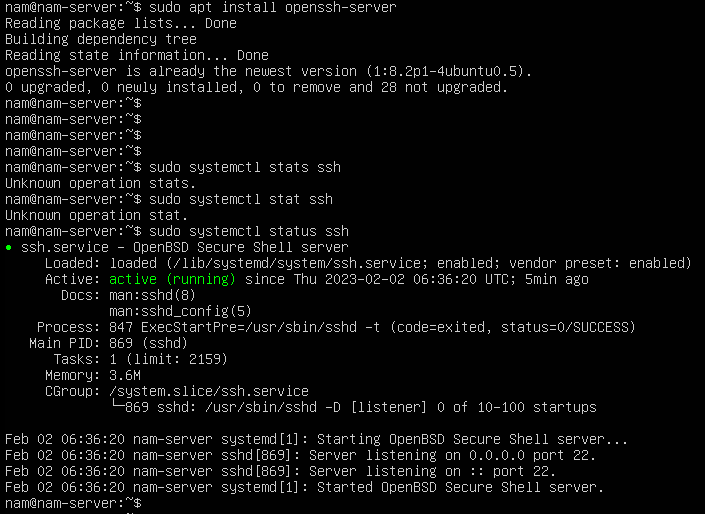 nam@nam-server:~$ sudo apt install openssh-server
Reading package lists... Done
Building dependency tree
Reading state information... Done
openssh-server is already the newest version (1:8.2p1-4ubuntu0.5).
0 upgraded, 0 newly installed, 0 to remove and 28 not upgraded.
nam@nam-server:~$
nam@nam-server:~$
nam@nam-server:~$
nam@nam-server:~$
nam@nam-server:~$ sudo systemctl stats ssh
Unknown operation stats.
nam@nam-server:~$ sudo systemctl stat ssh
Unknown operation stat.
nam@nam-server:~$ sudo systemctl status ssh
● ssh.service - OpenBSD Secure Shell server
     Loaded: loaded (/lib/systemd/system/ssh.service; enabled; vendor preset: enabled)
     Active: active (running) since Thu 2023-02-02 06:36:20 UTC; 5min ago
       Docs: man:sshd(8)
             man:sshd_config(5)
    Process: 847 ExecStartPre=/usr/sbin/sshd -t (code=exited, status=0/SUCCESS)
   Main PID: 869 (sshd)
      Tasks: 1 (limit: 2159)
     Memory: 3.6M
     CGroup: /system.slice/ssh.service
             └─869 sshd: /usr/sbin/sshd -D [listener] 0 of 10-100 startups

Feb 02 06:36:20 nam-server systemd[1]: Starting OpenBSD Secure Shell server...
Feb 02 06:36:20 nam-server sshd[869]: Server listening on 0.0.0.0 port 22.
Feb 02 06:36:20 nam-server sshd[869]: Server listening on :: port 22.
Feb 02 06:36:20 nam-server systemd[1]: Started OpenBSD Secure Shell server.
nam@nam-server:~$